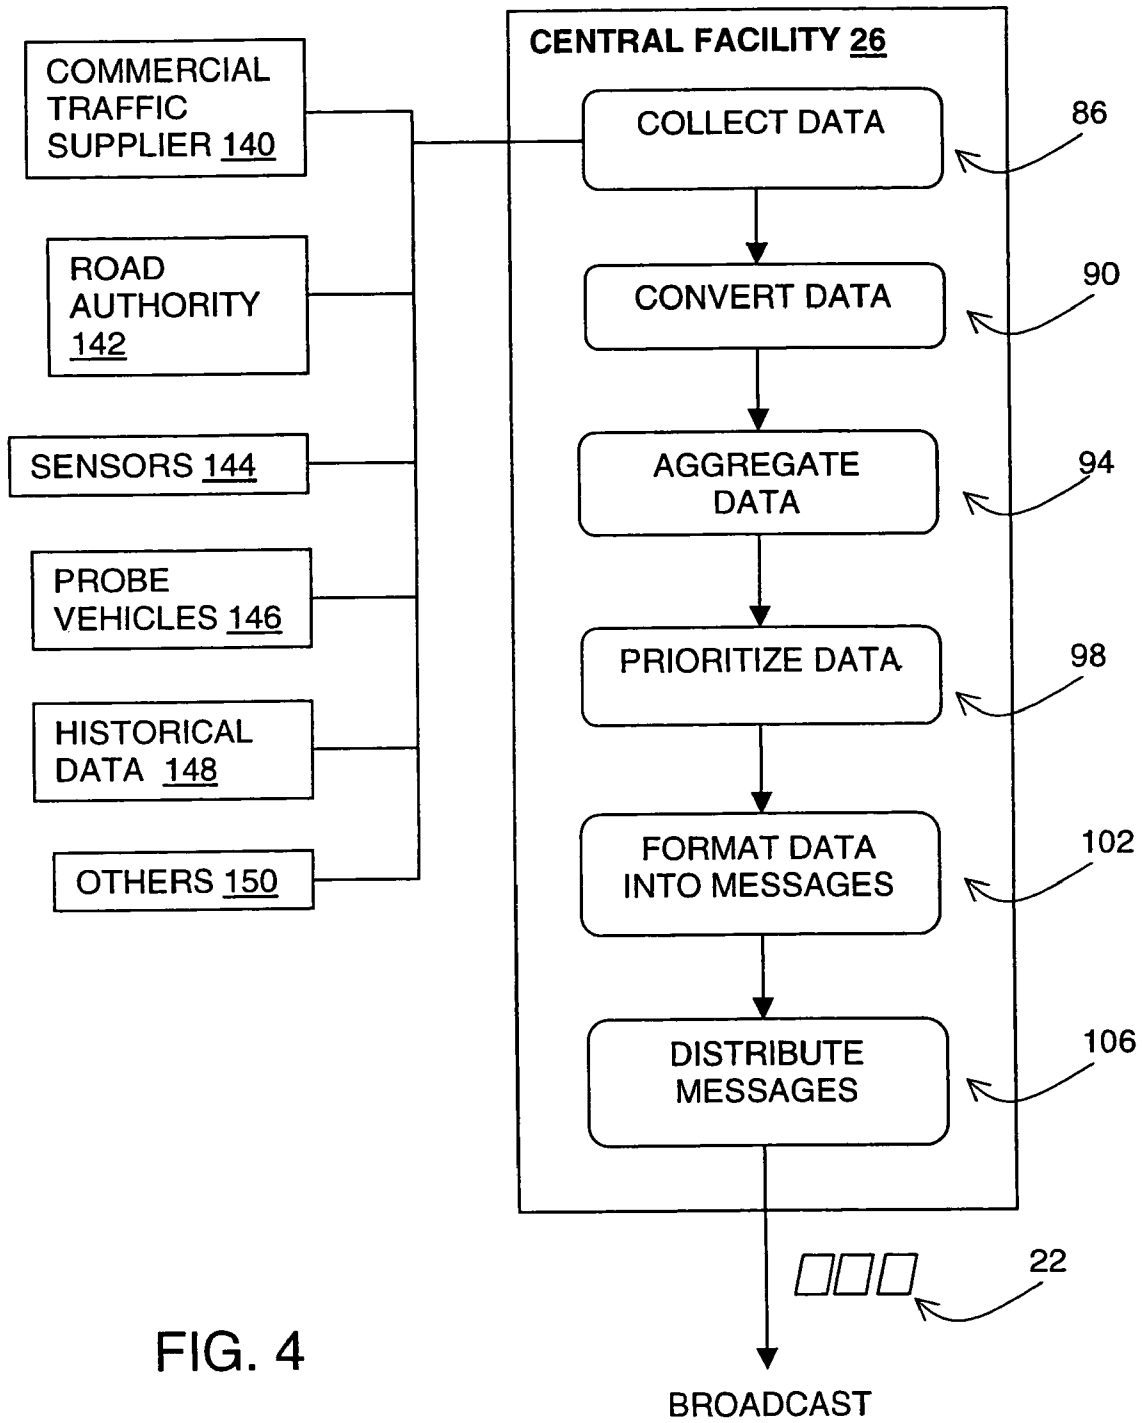 COMMERCIAL
TRAFFIC
SUPPLIER 140
ROAD
AUTHORITY
142
SENSORS 144
PROBE
VEHICLES 146
HISTORICAL
DATA 148
OTHERS 150
CENTRAL FACILITY 26
COLLECT DATA
86
CONVERT DATA
90
AGGREGATE
DATA
94
PRIORITIZE DATA
98
FORMAT DATA
INTO MESSAGES
102
DISTRIBUTE
MESSAGES
106
22
BROADCAST
FIG. 4